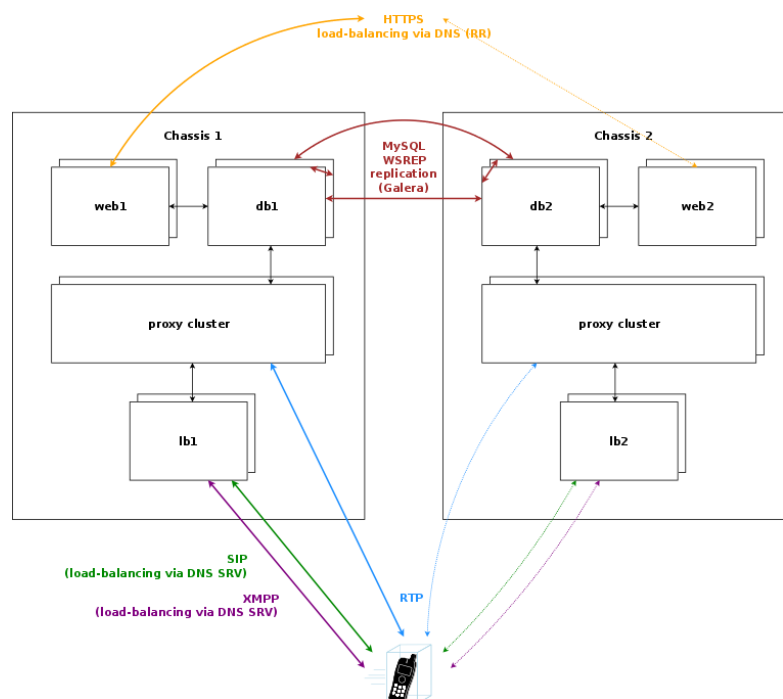 HTTPS
load-balancing via DNS (RR)
Chassis 1
Chassis 2
MySQL
WSREP
replication
(Galera)
web1
db1
db2
web2
proxy cluster
proxy cluster
lb1
lb2
SIP
(load-balancing via DNS SRV)
XMPP
(load-balancing via DNS SRV)
RTP